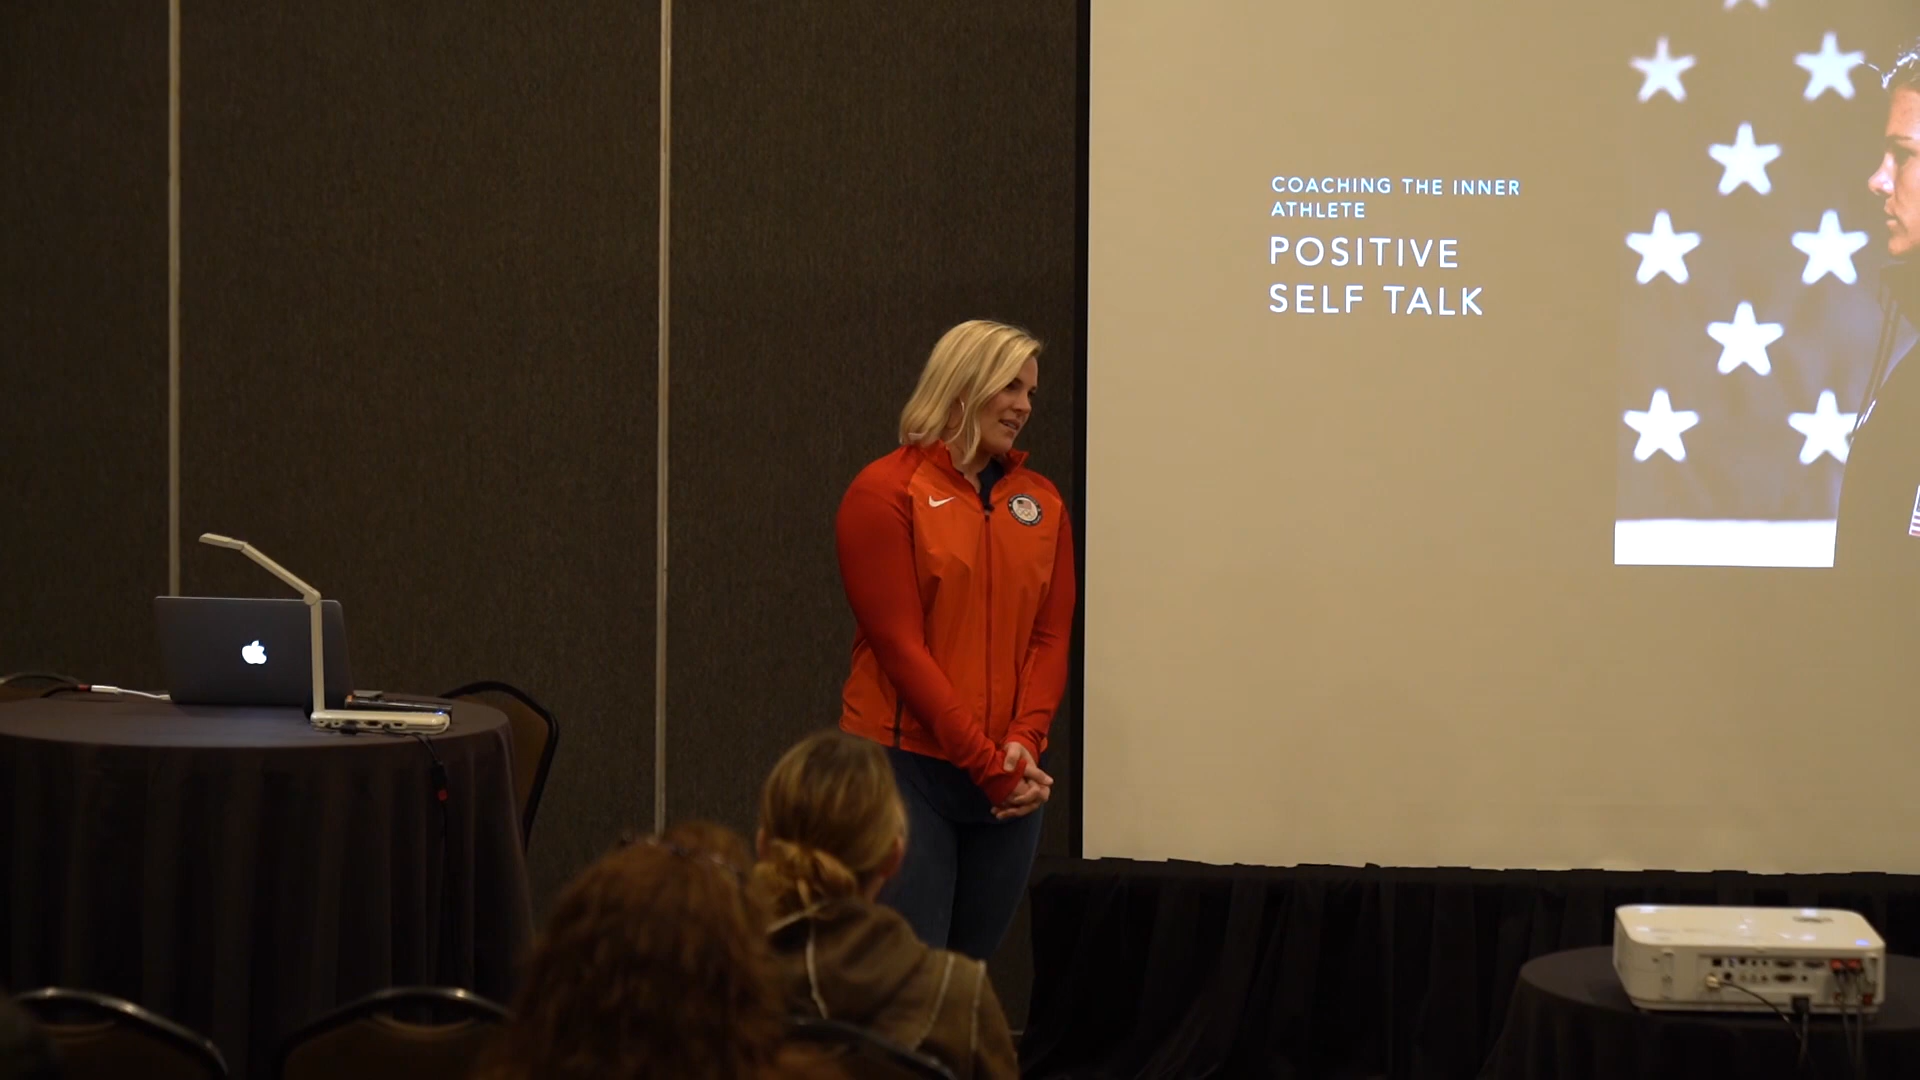 COACHING THE INNER
ATHLETE
POSITIVE
SELF TALK